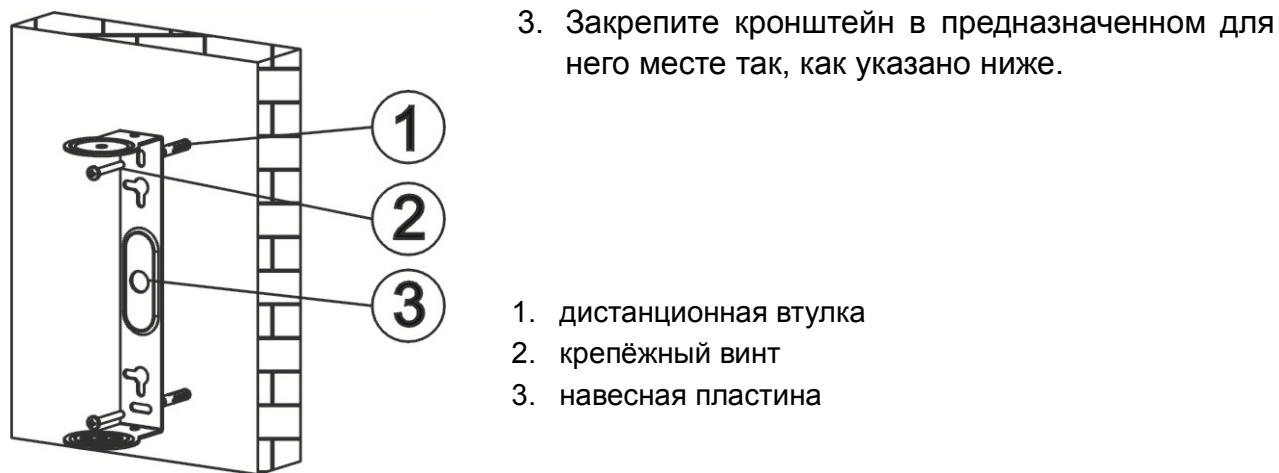 3. Закрепите кронштейн в предназначенном для
него месте так, как указано ниже.
1
2
3
1. дистанционная втулка
2. крепёжный винт
3. навесная пластина